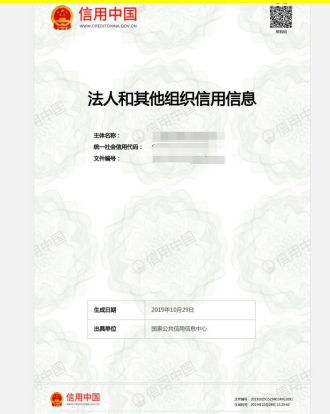 信用中国
WWW.CREDITCHINA.GOV.CN
法人和其他组织信用信息
主体名称：
统一社会信用代码：
文件编号：
生成日期 2019年10月29日
出具单位 国家公共信用信息中心
信用中国